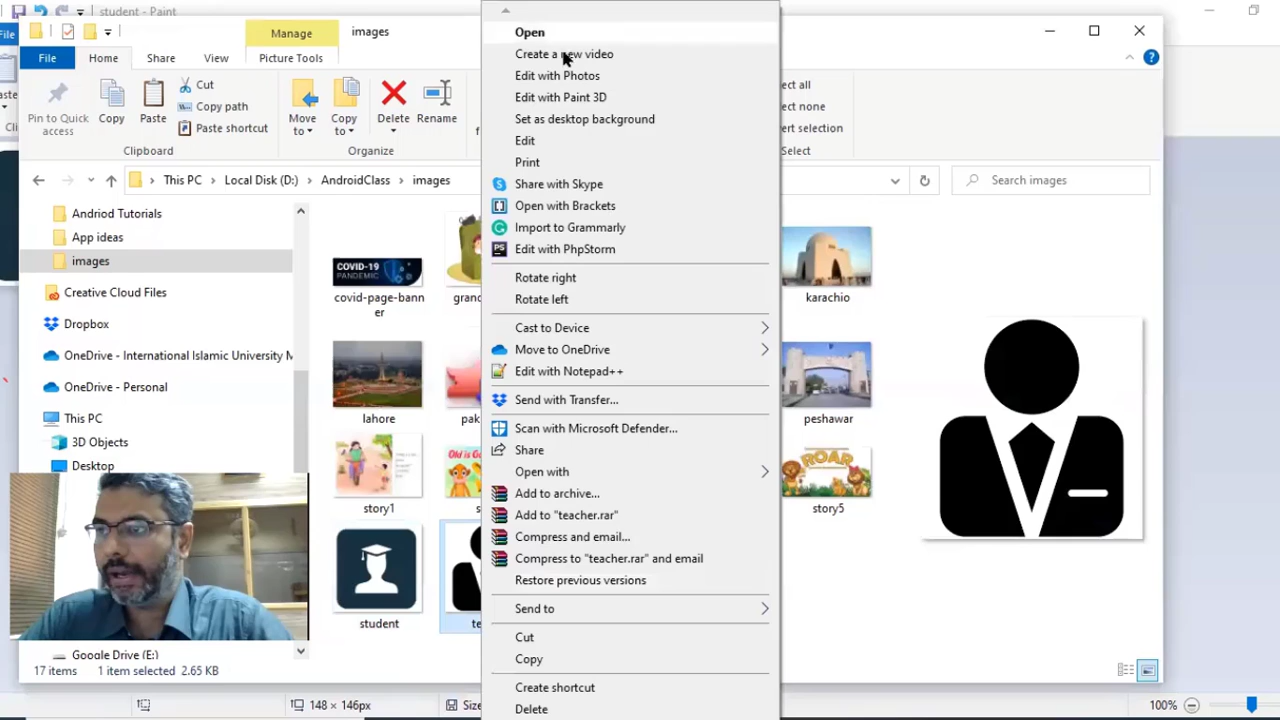 student - Paint
File
Manage
images
File
Home
Share
View
Picture Tools
Pin to Quick
access
Copy
Paste
Cut
Copy path
Paste shortcut
Move
to
Copy
to
Delete
Rename
Clipboard
Organize
Select
This PC
Local Disk (D:)
AndroidClass
images
Search images
Andriod Tutorials
App ideas
images
Creative Cloud Files
Dropbox
OneDrive - International Islamic University M
OneDrive - Personal
This PC
3D Objects
Desktop
Google Drive (E:)
COVID-19
PANDEMIC
covid-page-bann
er
lahore
story1
student
karachio
peshawar
ROAR
story5
Open
Create a new video
Edit with Photos
Edit with Paint 3D
Set as desktop background
Edit
Print
Share with Skype
Open with Brackets
Import to Grammarly
Edit with PhpStorm
Rotate right
Rotate left
Cast to Device
Move to OneDrive
Edit with Notepad++
Send with Transfer...
Scan with Microsoft Defender...
Share
Open with
Add to archive...
Add to "teacher.rar"
Compress and email...
Compress to "teacher.rar" and email
Restore previous versions
Send to
Cut
Copy
Create shortcut
Delete
17 items
1 item selected 2.65 KB
148 × 146px
100%